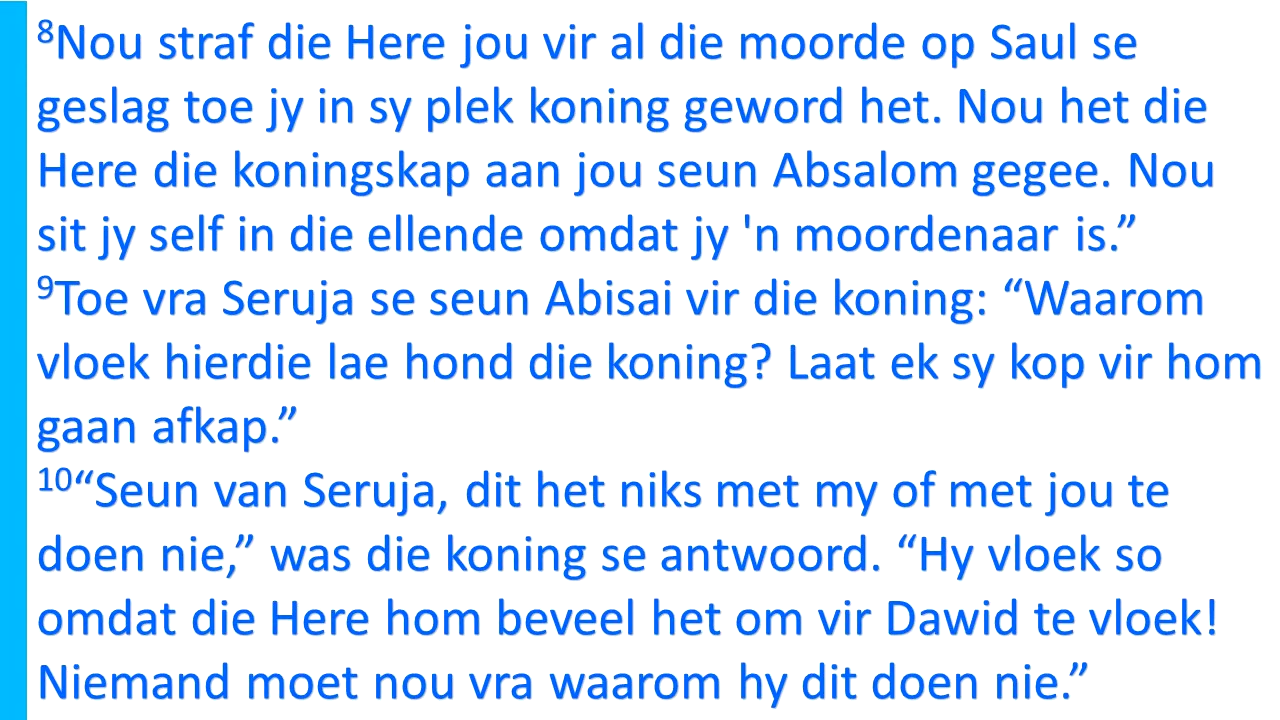 ⁸Nou straf die Here jou vir al die moorde op Saul se
geslag toe jy in sy plek koning geword het. Nou het die
Here die koningskap aan jou seun Absalom gegee. Nou
sit jy self in die ellende omdat jy 'n moordenaar is.”
⁹Toe vra Seruja se seun Abisai vir die koning: “Waarom
vloek hierdie lae hond die koning? Laat ek sy kop vir hom
gaan afkap.”
¹⁰“Seun van Seruja, dit het niks met my of met jou te
doen nie,” was die koning se antwoord. “Hy vloek so
omdat die Here hom beveel het om vir Dawid te vloek!
Niemand moet nou vra waarom hy dit doen nie.”